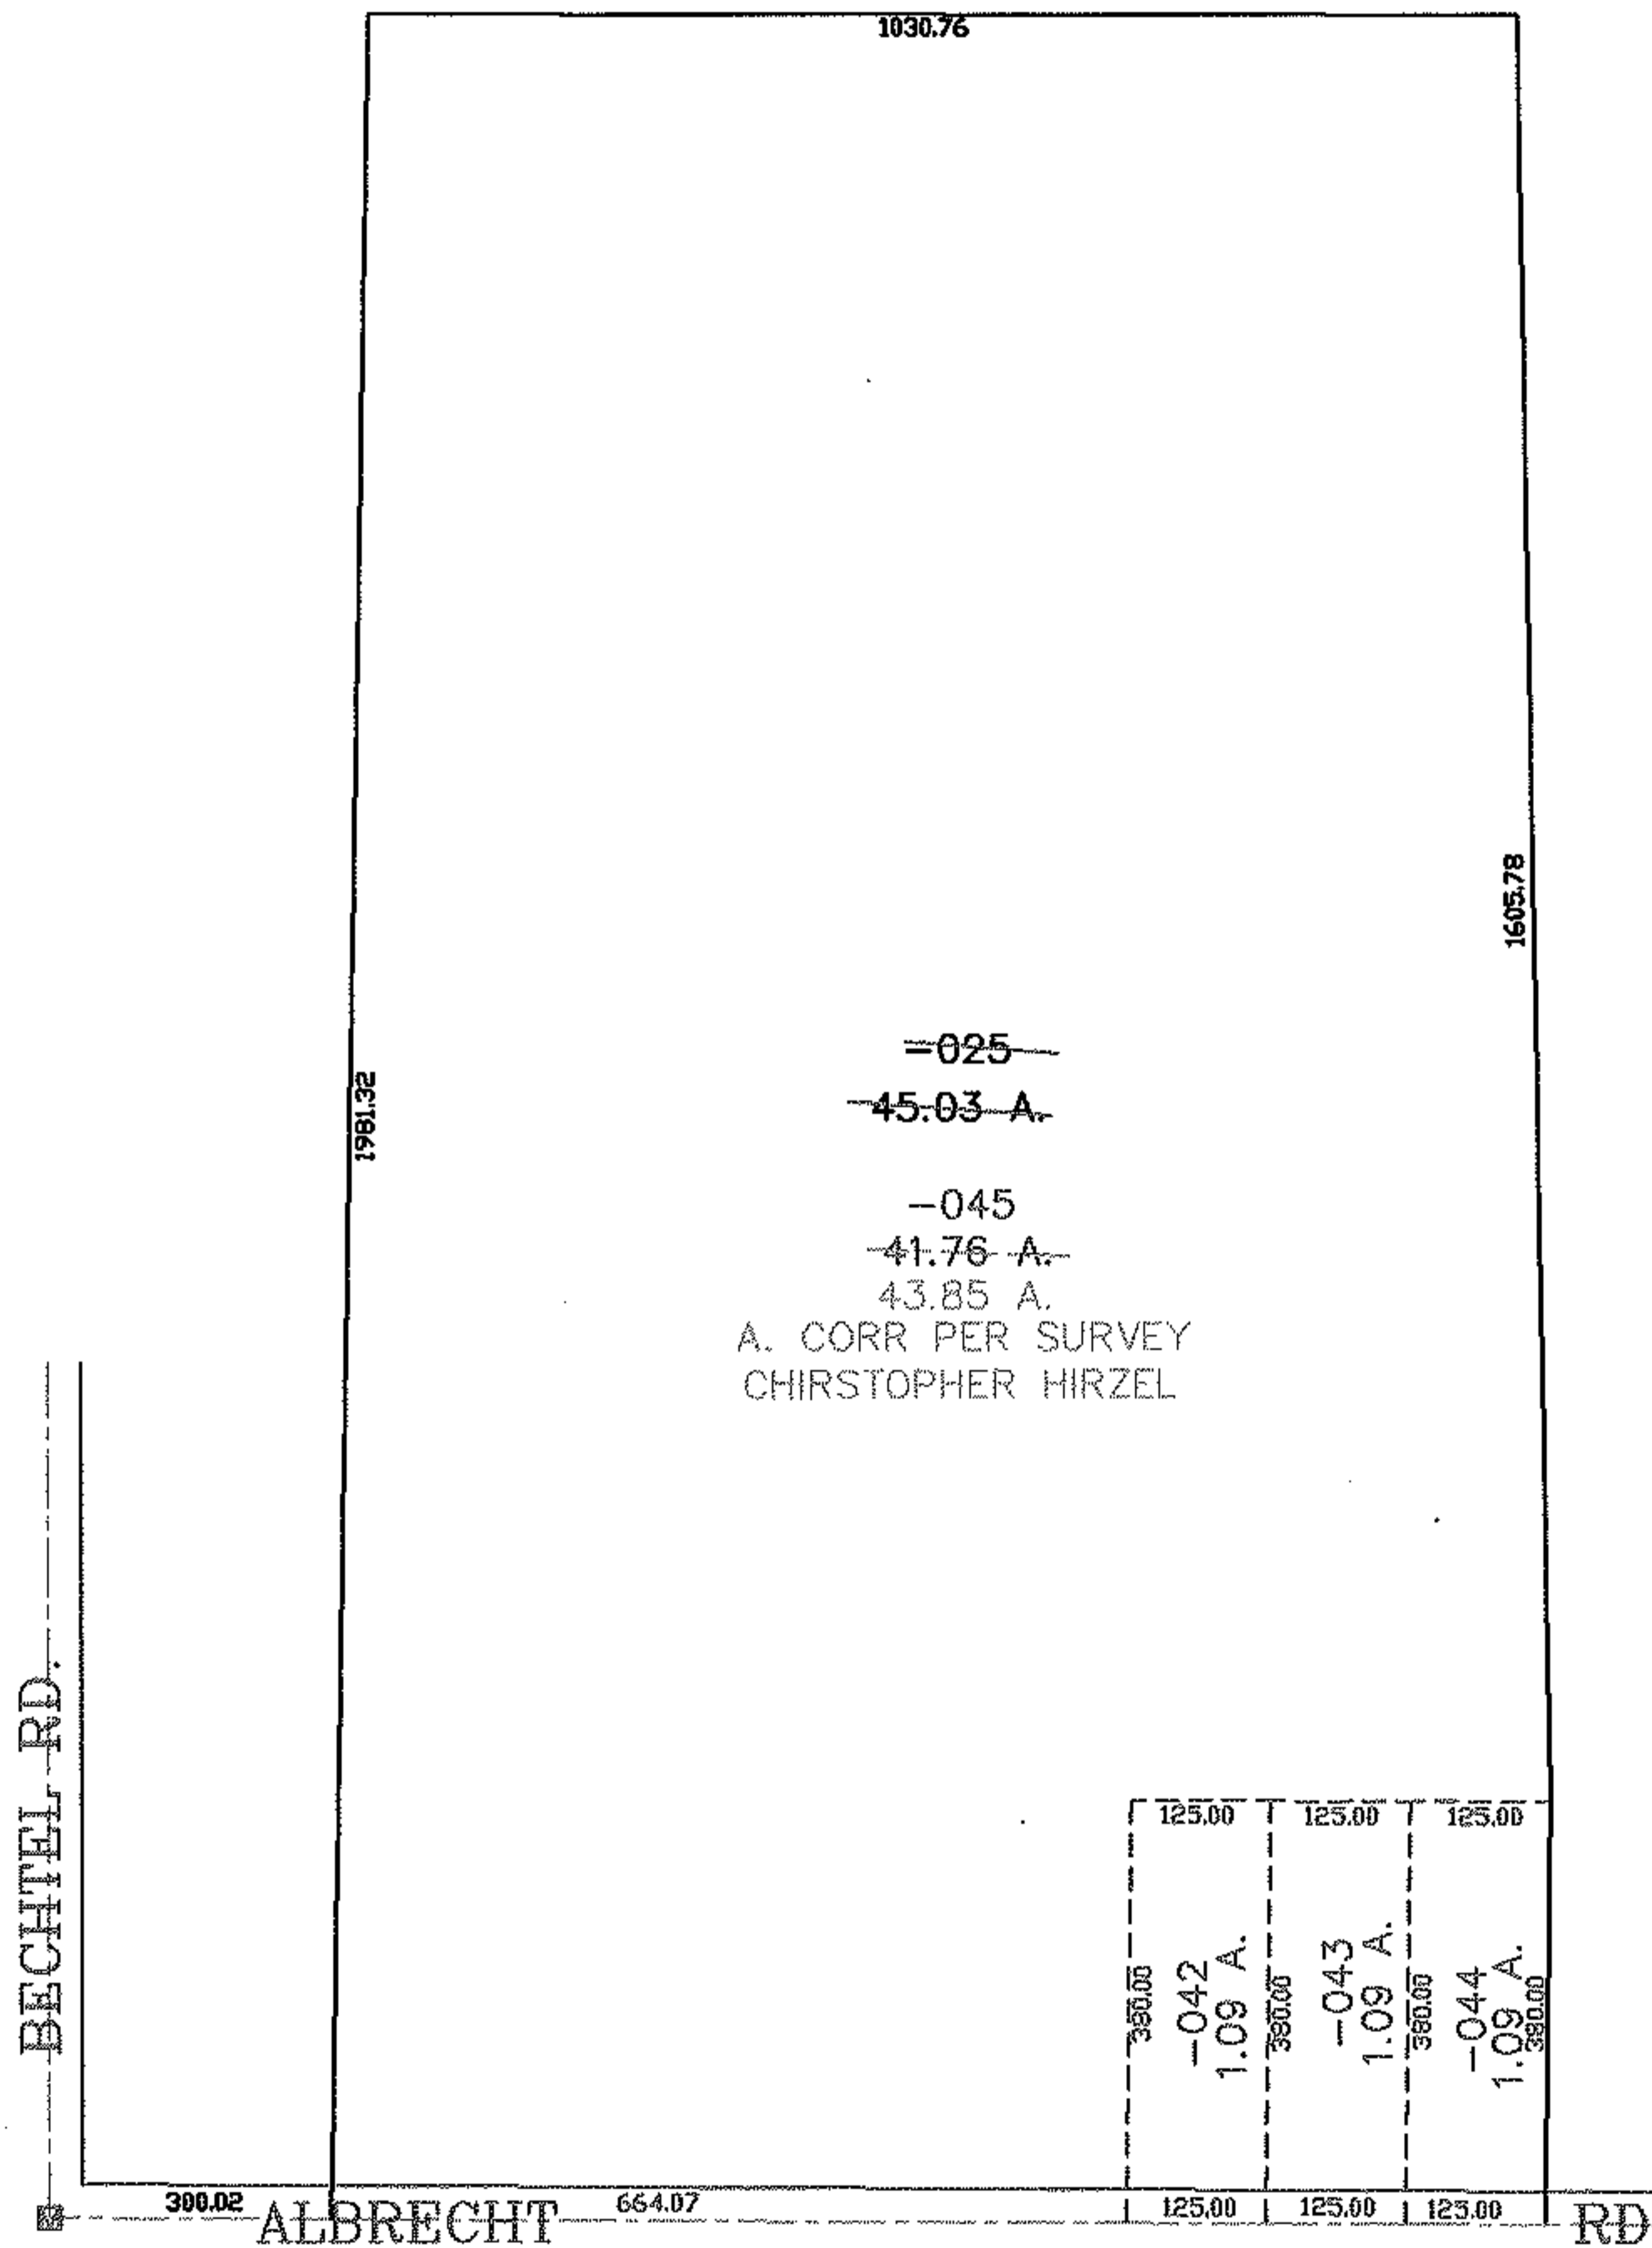 1030.76
1605.78
1981.32
-025
45.03 A.
-045
41.76 A.
43.85 A.
A. CORR PER SURVEY
CHIRSTOPHER HIRZEL
BECHTEL RD.
125.00
125.00
125.00
380.00
-042
1.09 A.
380.00
-043
1.09 A.
380.00
-044
1.09 A.
380.00
300.02
664.07
125.00
125.00
125.00
ALBRECHT RD